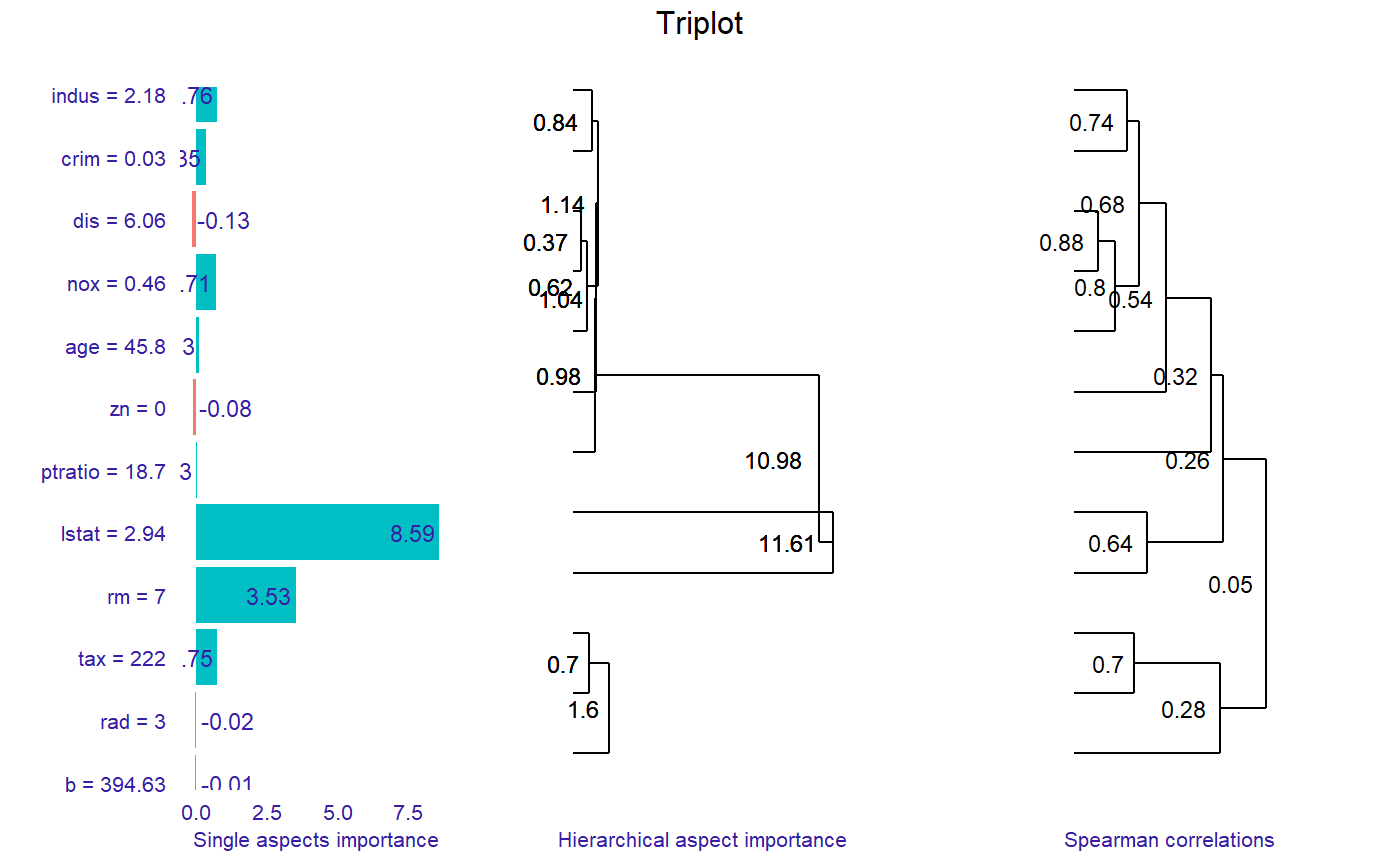 Triplot
indus = 2.18 .76
crim = 0.03 35
dis = 6.06 -0.13
nox = 0.46 .71
age = 45.8 3
zn = 0 -0.08
ptratio = 18.7 3
lstat = 2.94 8.59
rm = 7 3.53
tax = 222 .75
rad = 3 -0.02
b = 394.63 -0.01
0.0 2.5 5.0 7.5
Single aspects importance
0.84
1.14
0.37
0.62
1.04
0.98
10.98
11.61
0.7
1.6
Hierarchical aspect importance
0.74
0.68
0.88
0.8
0.54
0.32
0.26
0.64
0.05
0.7
0.28
Spearman correlations